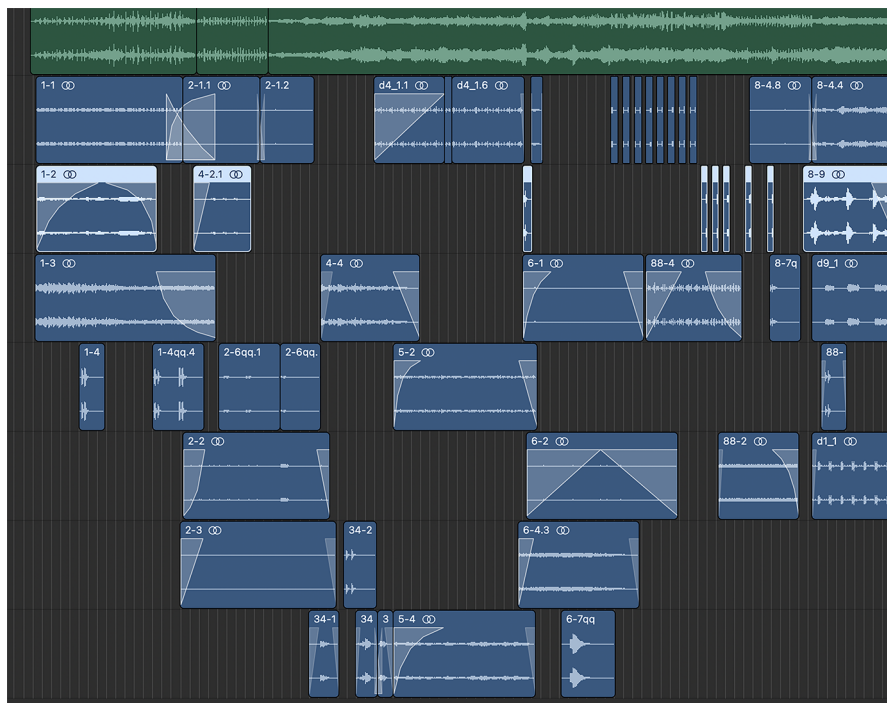 1-1 2-1.1 2-1.2 d4_1.1 d4_1.6 8-4.8 8-4.4
1-2 4-2.1 8-9
1-3 4-4 6-1 88-4 8-7q d9_1
1-4 1-4qq.4 2-6qq.1 2-6qq. 5-2 88-
2-2 6-2 88-2 d1_1
2-3 34-2 6-4.3
34-1 34 3 5-4 6-7qq